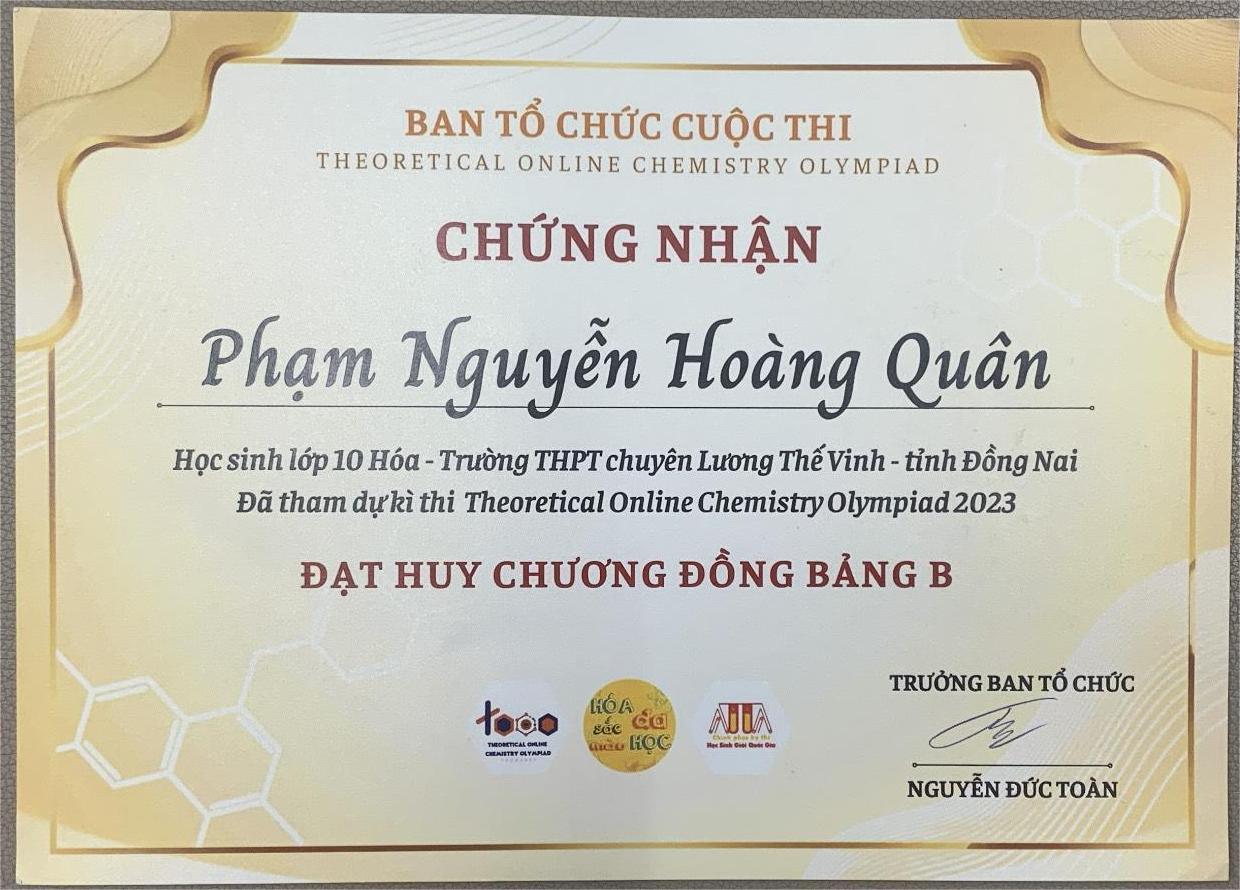 BAN TỔ CHỨC CUỘC THI
THEORETICAL ONLINE CHEMISTRY OLYMPIAD
CHỨNG NHẬN
Phạm Nguyễn Hoàng Quân
Học sinh lớp 10 Hóa - Trường THPT chuyên Lương Thế Vinh - tỉnh Đồng Nai
Đã tham dự kì thi Theoretical Online Chemistry Olympiad 2023
ĐẠT HUY CHƯƠNG ĐỒNG BẢNG B
toco
THEORETICAL ONLINE
CHEMISTRY OLYMPIAD
HÓA
sắc đa
màu HỌC
Chinh phục kỳ thi
Học Sinh Giỏi Quốc Gia
TRƯỞNG BAN TỔ CHỨC
NGUYỄN ĐỨC TOÀN